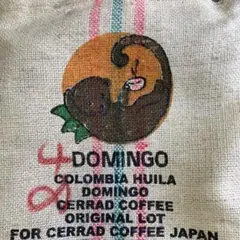 DOMINGO
COLOMBIA HUILA
DOMINGO
CERRAD COFFEE
ORIGINAL LOT
FOR CERRAD COFFEE JAPAN